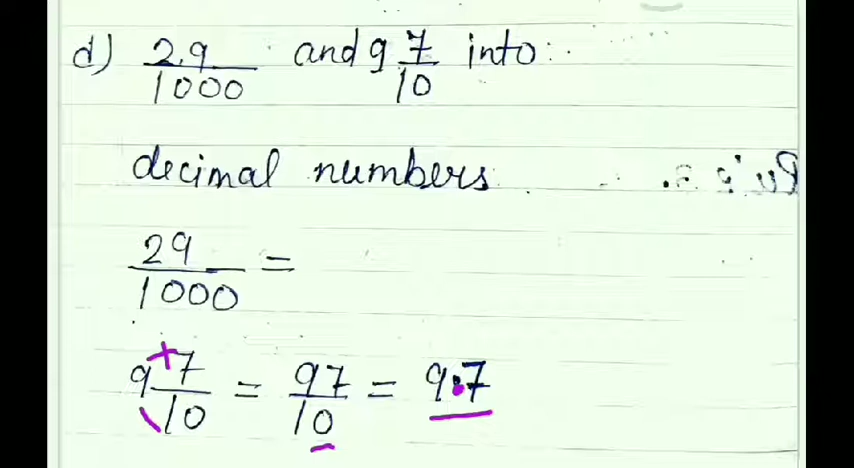 d) 29/1000 and 9 7/10 into
decimal numbers
29/1000 =
9 7/10 = 97/10 = 9.7